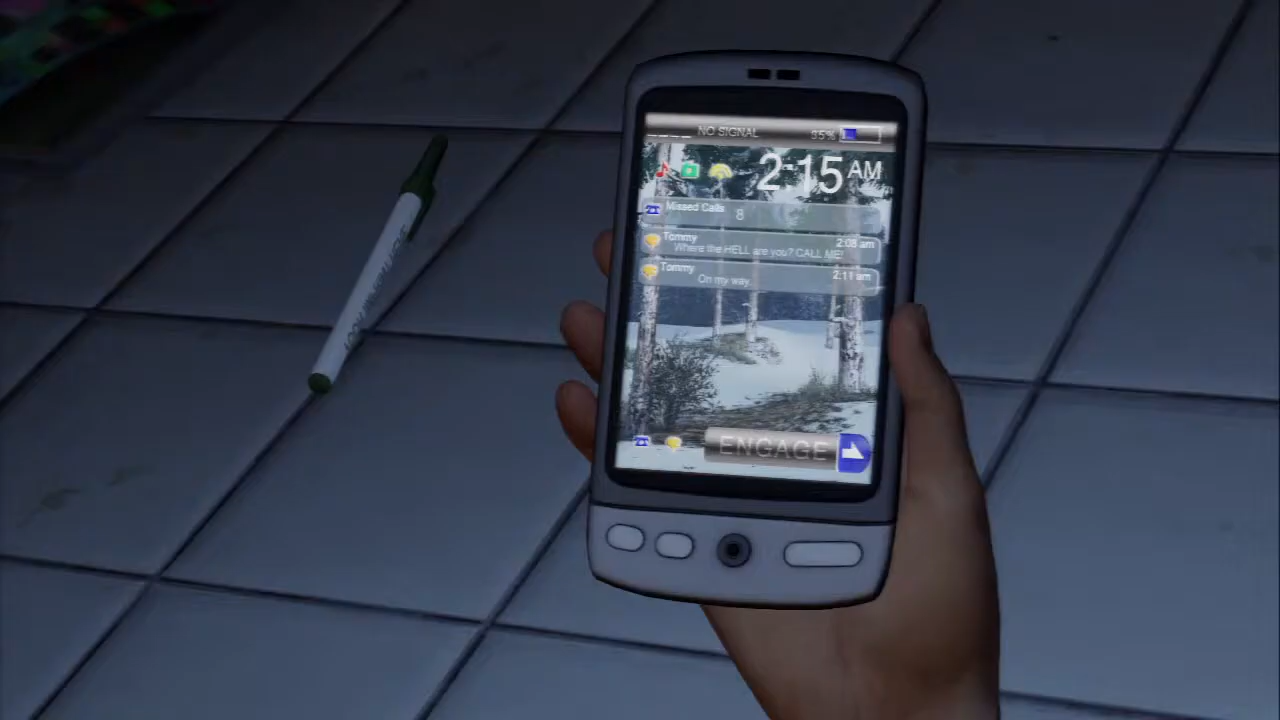 NO SIGNAL 35%
2:15 AM
Missed Calls
8
Tommy 2:08 am
Where the HELL are you? CALL ME!
Tommy 2:11 am
On my way.
ENGAGE